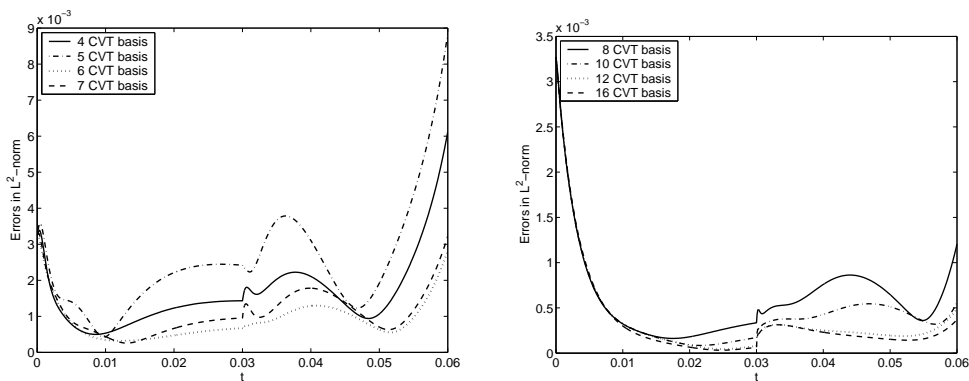 x 10⁻³
9
8
7
6
5
4
3
2
1
0
0 0.01 0.02 0.03 0.04 0.05 0.06
t
Errors in L²−norm
4 CVT basis
5 CVT basis
6 CVT basis
7 CVT basis
x 10⁻³
3.5
3
2.5
2
1.5
1
0.5
0
0 0.01 0.02 0.03 0.04 0.05 0.06
t
Errors in L²−norm
8 CVT basis
10 CVT basis
12 CVT basis
16 CVT basis